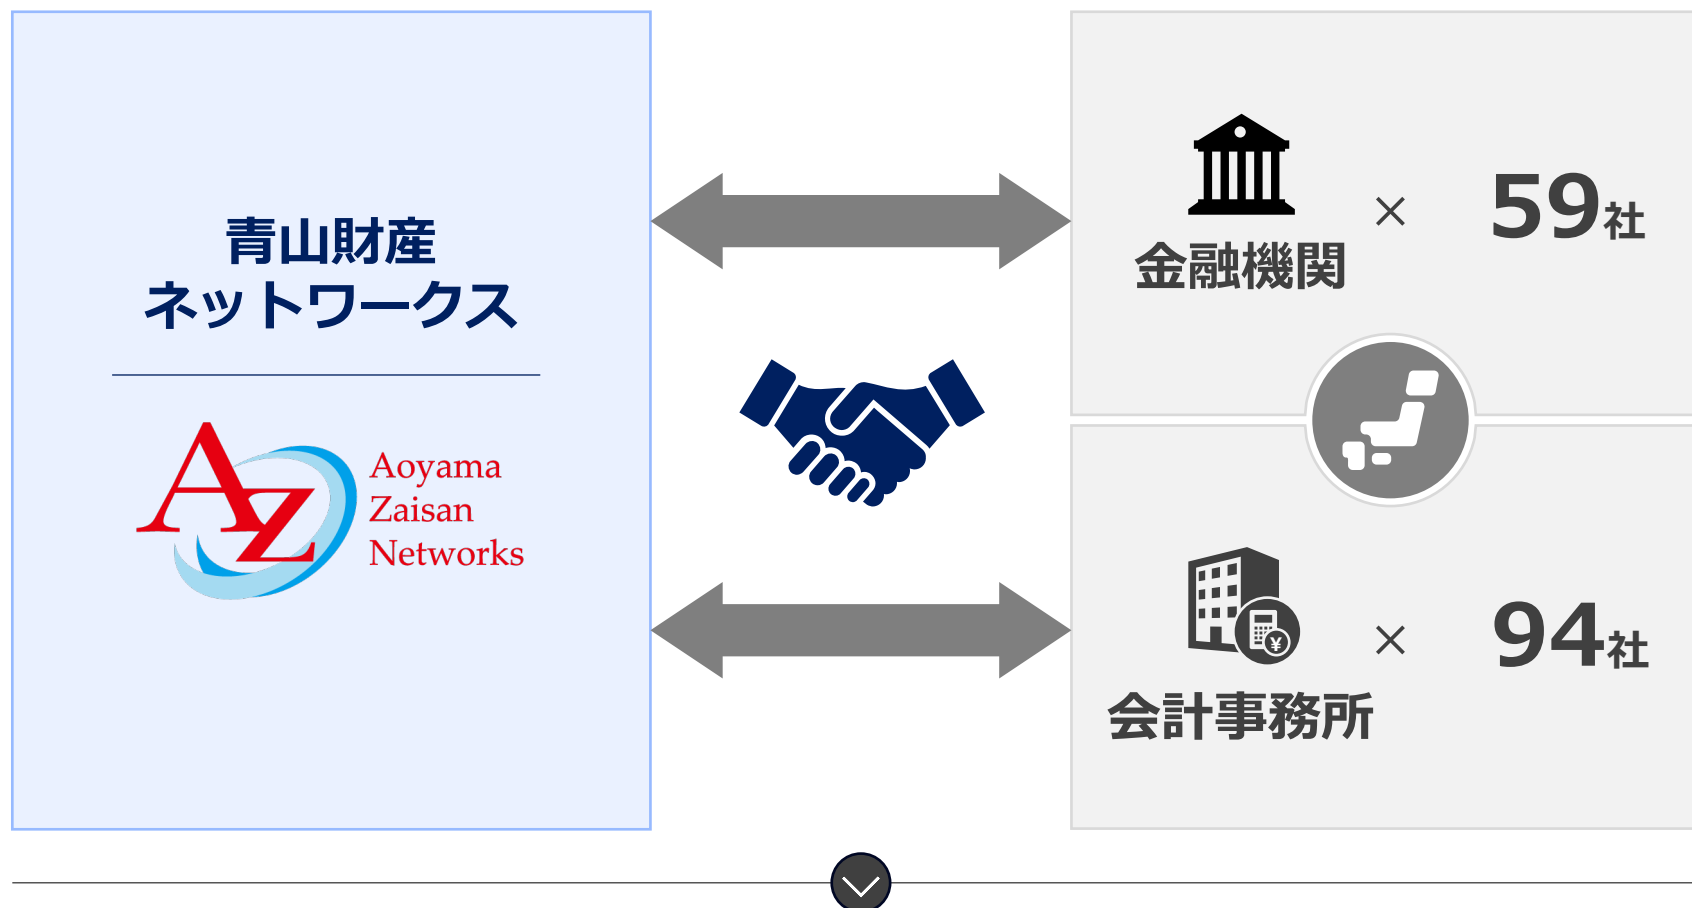 青山財産
ネットワークス
AZ
Aoyama
Zaisan
Networks
金融機関
× 59社
会計事務所
¥
× 94社